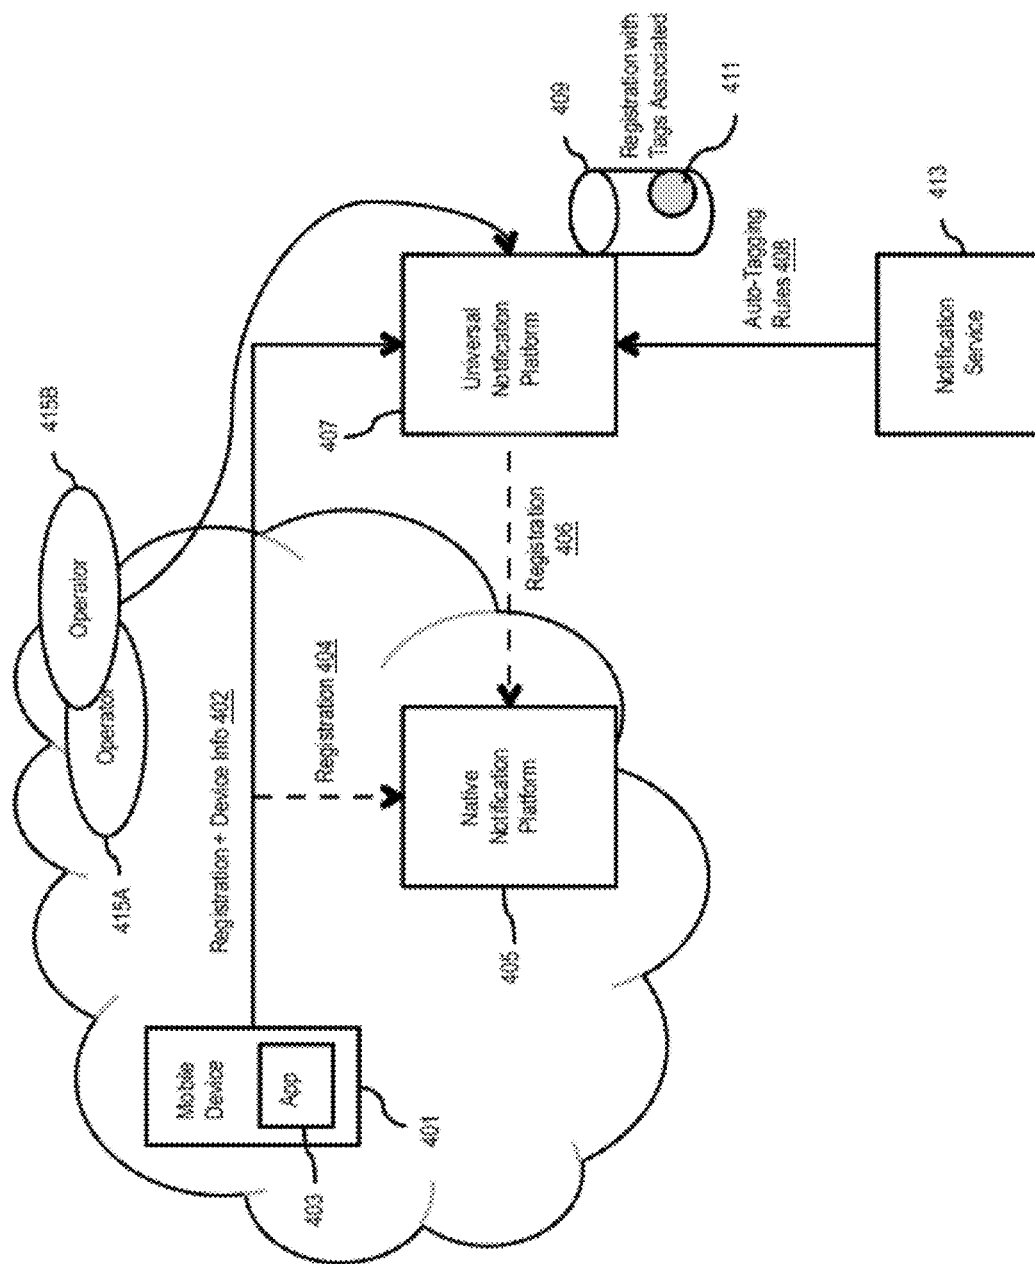 Mobile
Device
App
401
403
Registration + Device Info 402
Registration 404
Native
Notification
Platform
405
Operator
415A
Operator
415B
Registration
406
Universal
Notification
Platform
407
409
Registration with
Tags Associated
411
Auto-Tagging
Rules 408
Notification
Service
413